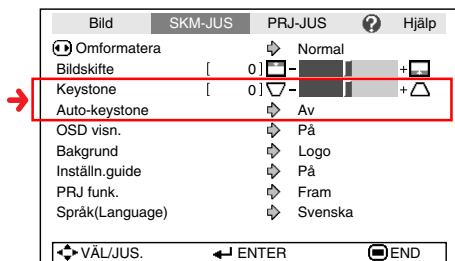 Bild SKM-JUS PRJ-JUS ? Hjälp
Omformatera Normal
Bildskifte [ 0] - +
Keystone [ 0] - +
Auto-keystone Av
OSD visn. På
Bakgrund Logo
Inställn.guide På
PRJ funk. Fram
Språk(Language) Svenska
VÄL/JUS. ENTER END